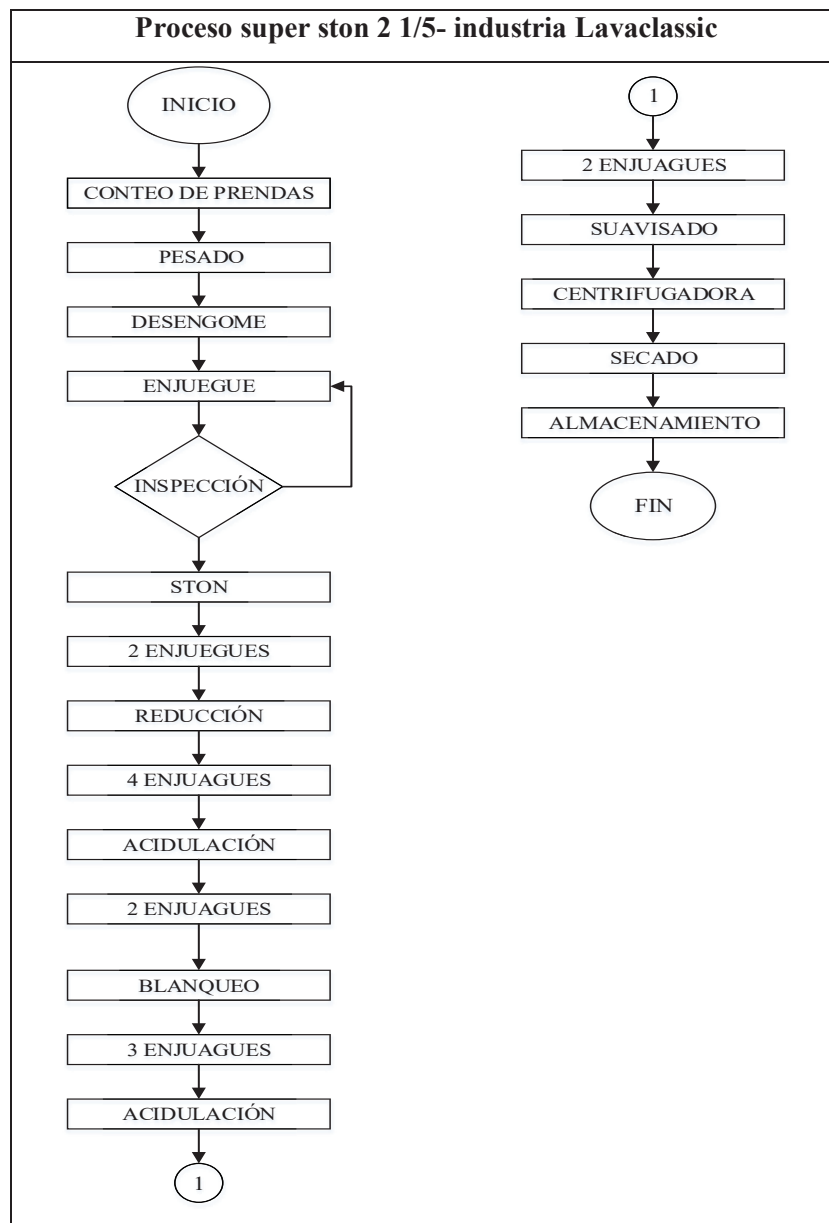 Proceso super ston 2 1/5- industria Lavaclassic
INICIO
CONTEO DE PRENDAS
PESADO
DESENGOME
ENJUEGUE
INSPECCIÓN
STON
2 ENJUEGUES
REDUCCIÓN
4 ENJUAGUES
ACIDULACIÓN
2 ENJUAGUES
BLANQUEO
3 ENJUAGUES
ACIDULACIÓN
1
1
2 ENJUAGUES
SUAVISADO
CENTRIFUGADORA
SECADO
ALMACENAMIENTO
FIN